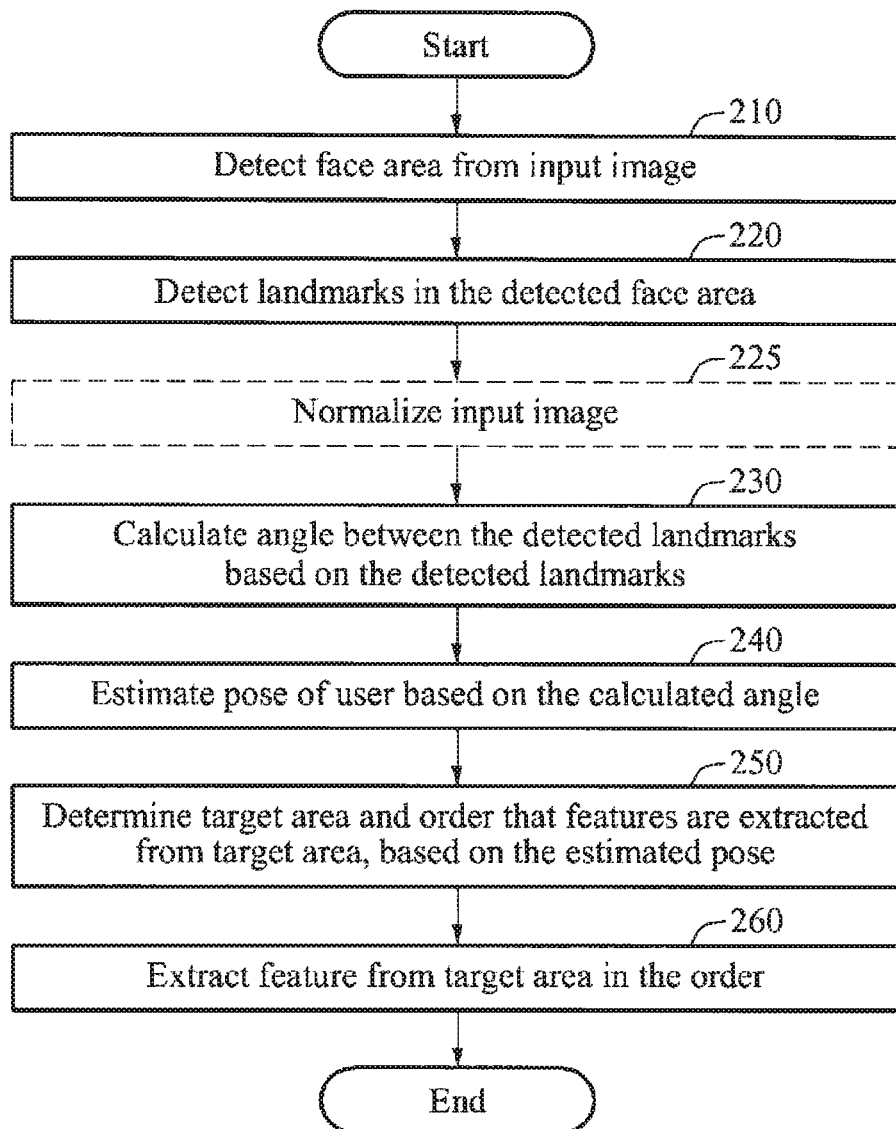 Start
210
Detect face area from input image
220
Detect landmarks in the detected face area
225
Normalize input image
230
Calculate angle between the detected landmarks
based on the detected landmarks
240
Estimate pose of user based on the calculated angle
250
Determine target area and order that features are extracted
from target area, based on the estimated pose
260
Extract feature from target area in the order
End